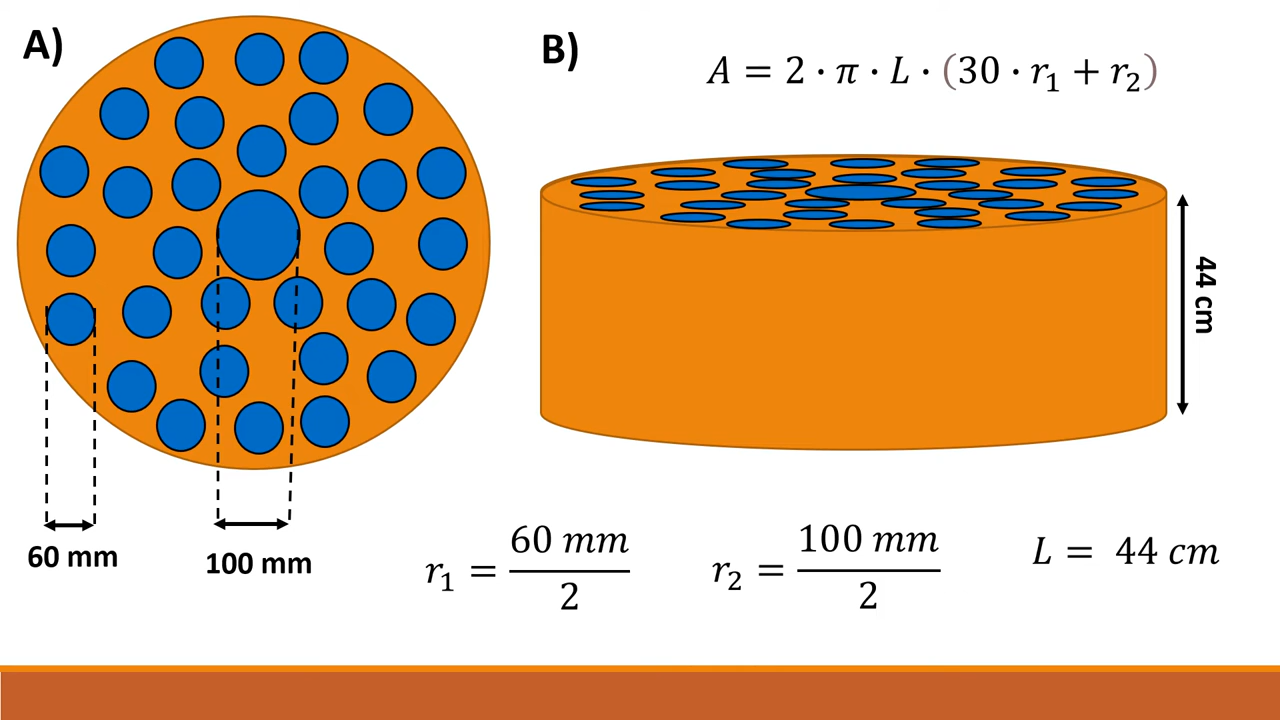 A)
B)
A = 2 · π · L · (30 · r₁ + r₂)
44 cm
60 mm
100 mm
r₁ = 60 mm / 2
r₂ = 100 mm / 2
L = 44 cm